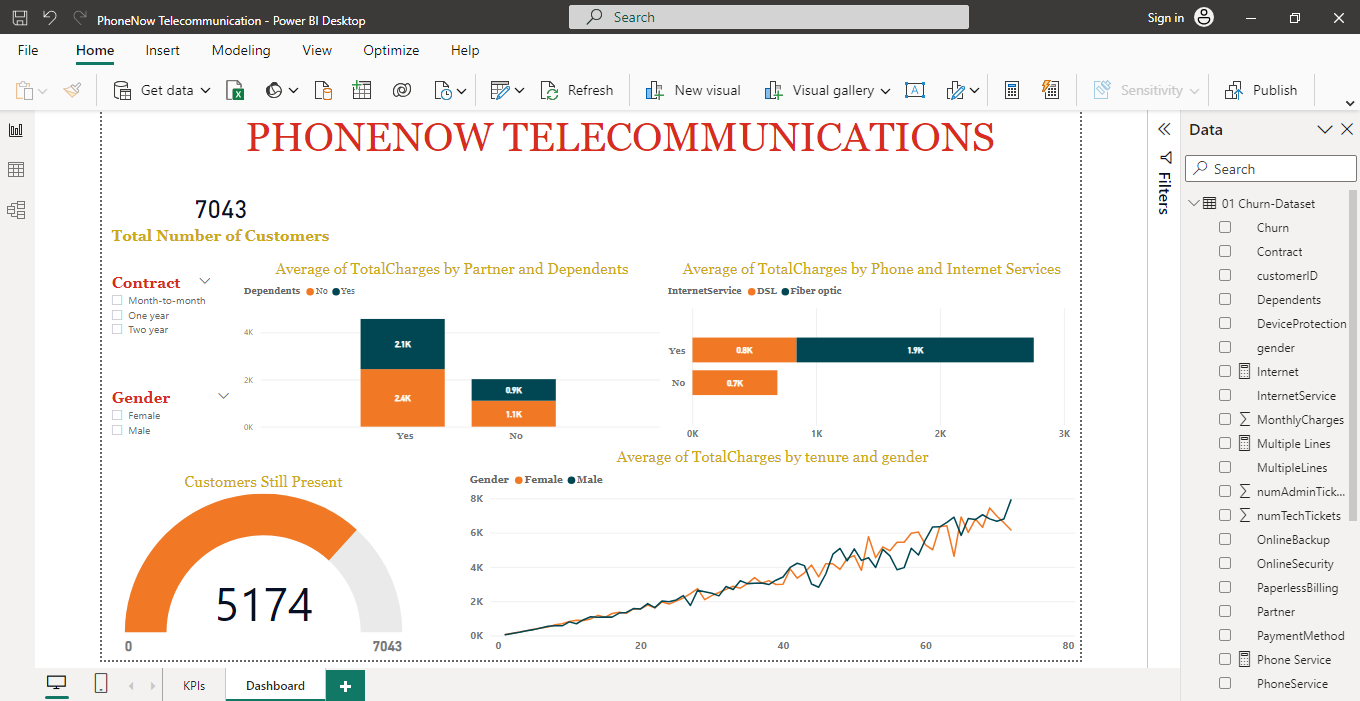 PhoneNow Telecommunication - Power BI Desktop
Search
Sign in
File Home Insert Modeling View Optimize Help
Get data
Refresh
New visual
Visual gallery
Sensitivity
Publish
PHONENOW TELECOMMUNICATIONS
7043
Total Number of Customers
Contract
Month-to-month
One year
Two year
Gender
Female
Male
Average of TotalCharges by Partner and Dependents
Dependents No Yes
4K
2K
0K
2.1K
2.4K
0.9K
1.1K
Yes No
Average of TotalCharges by Phone and Internet Services
InternetService DSL Fiber optic
Yes 0.8K 1.9K
No 0.7K
0K 1K 2K 3K
Customers Still Present
5174
0 7043
Average of TotalCharges by tenure and gender
Gender Female Male
8K
6K
4K
2K
0K
0 20 40 60 80
Filters
Data
Search
01 Churn-Dataset
Churn
Contract
customerID
Dependents
DeviceProtection
gender
Internet
InternetService
MonthlyCharges
Multiple Lines
MultipleLines
numAdminTick...
numTechTickets
OnlineBackup
OnlineSecurity
PaperlessBilling
Partner
PaymentMethod
Phone Service
PhoneService
KPIs
Dashboard